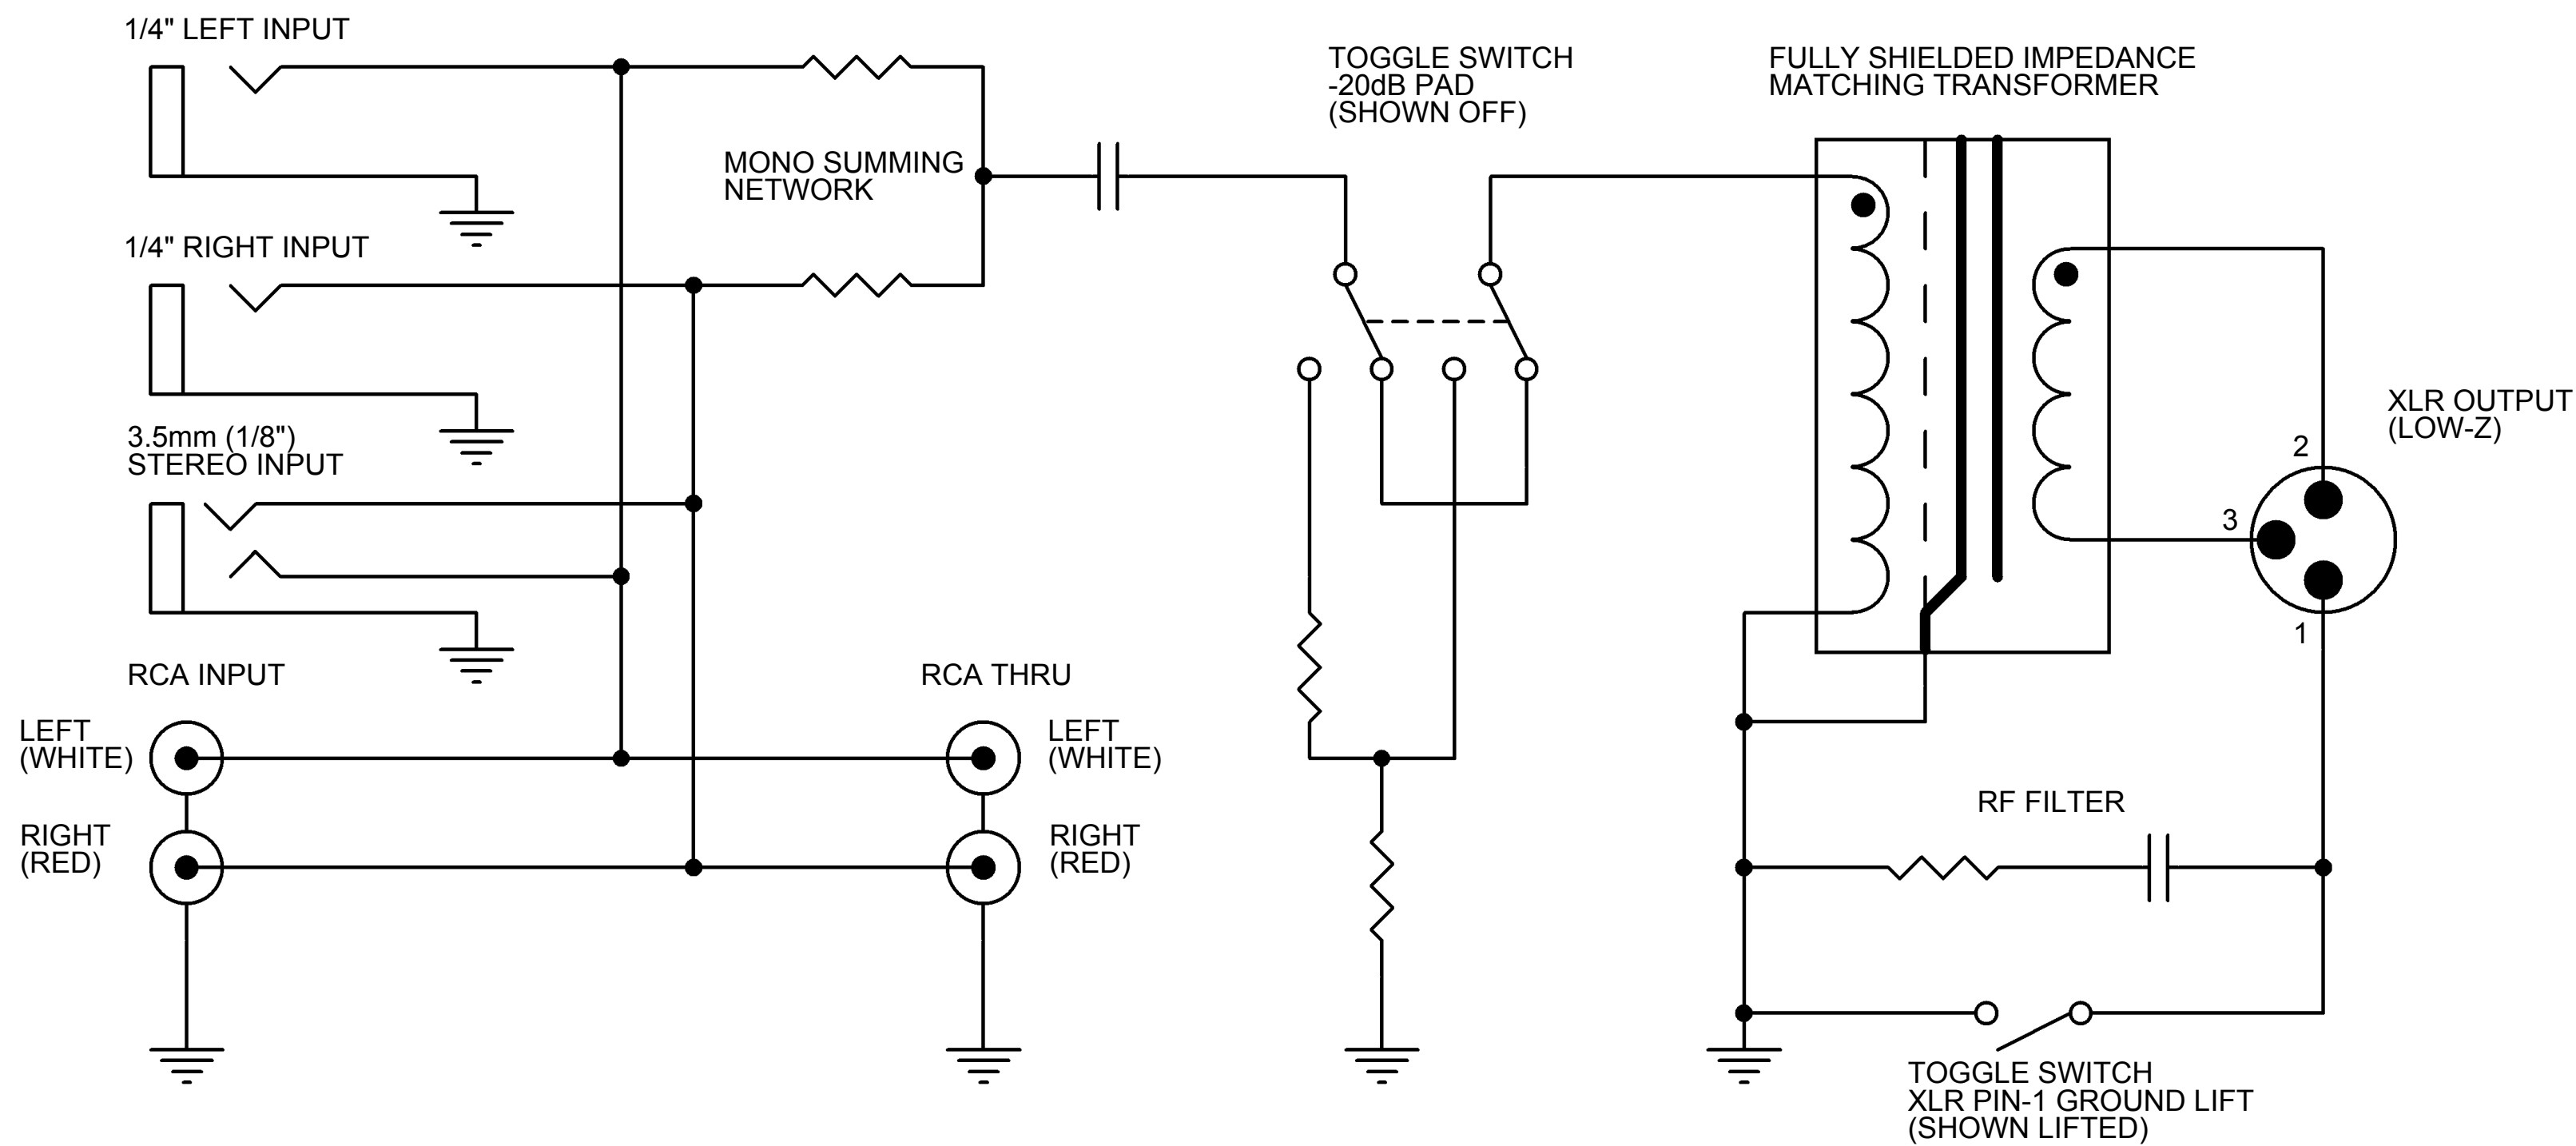 1/4" LEFT INPUT
TOGGLE SWITCH
-20dB PAD
(SHOWN OFF)
FULLY SHIELDED IMPEDANCE
MATCHING TRANSFORMER
MONO SUMMING
NETWORK
1/4" RIGHT INPUT
3.5mm (1/8")
STEREO INPUT
XLR OUTPUT
(LOW-Z)
2
3
1
RCA INPUT
RCA THRU
LEFT
(WHITE)
LEFT
(WHITE)
RIGHT
(RED)
RIGHT
(RED)
RF FILTER
TOGGLE SWITCH
XLR PIN-1 GROUND LIFT
(SHOWN LIFTED)